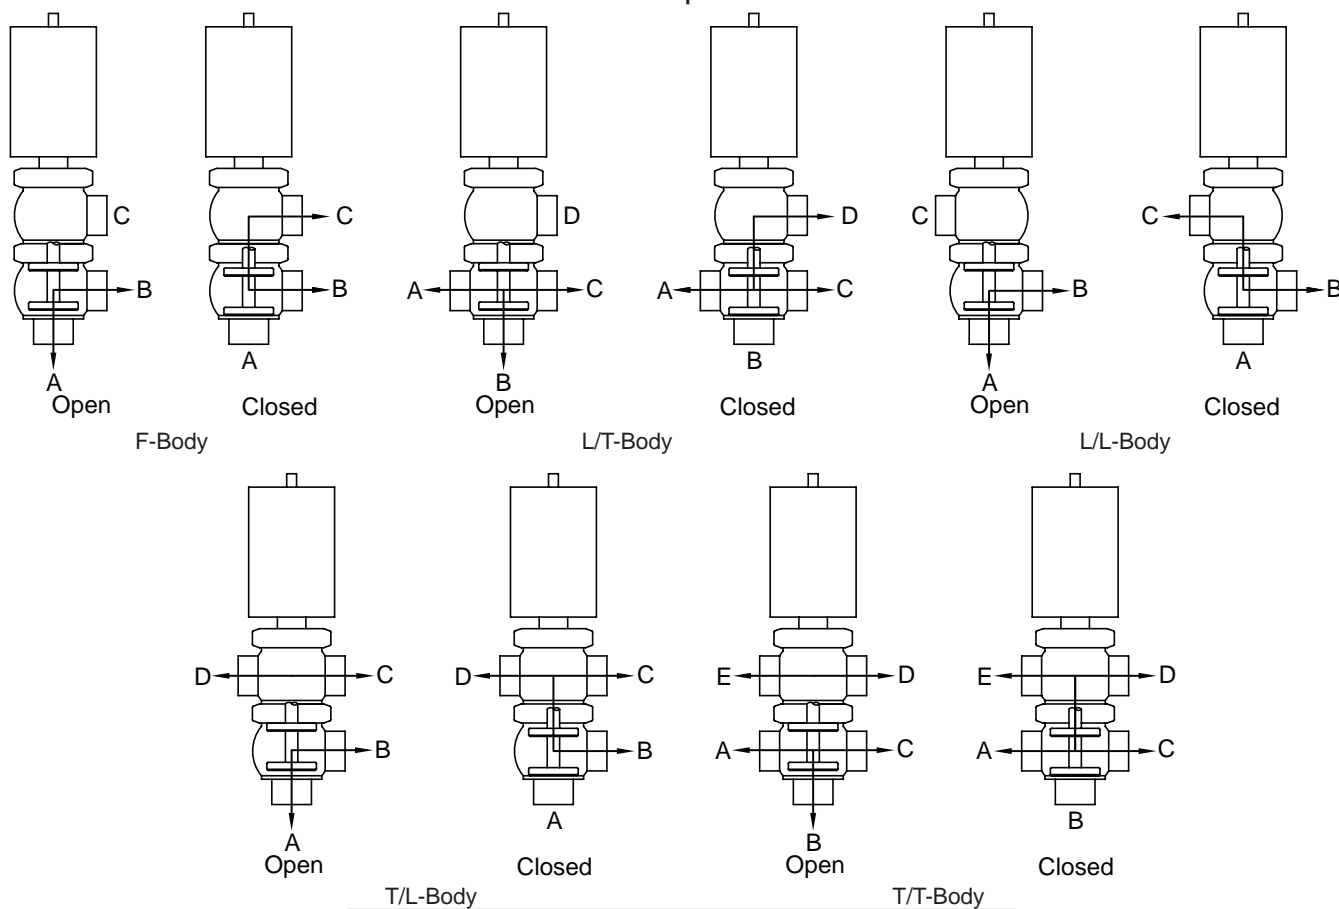 C C D D C C
B B A C A C B B
A A B B A A
Open Closed Open Closed Open Closed
F-Body L/T-Body L/L-Body
D C D C E D E D
B B A C A C
A A B B
Open Closed Open Closed
T/L-Body T/T-Body